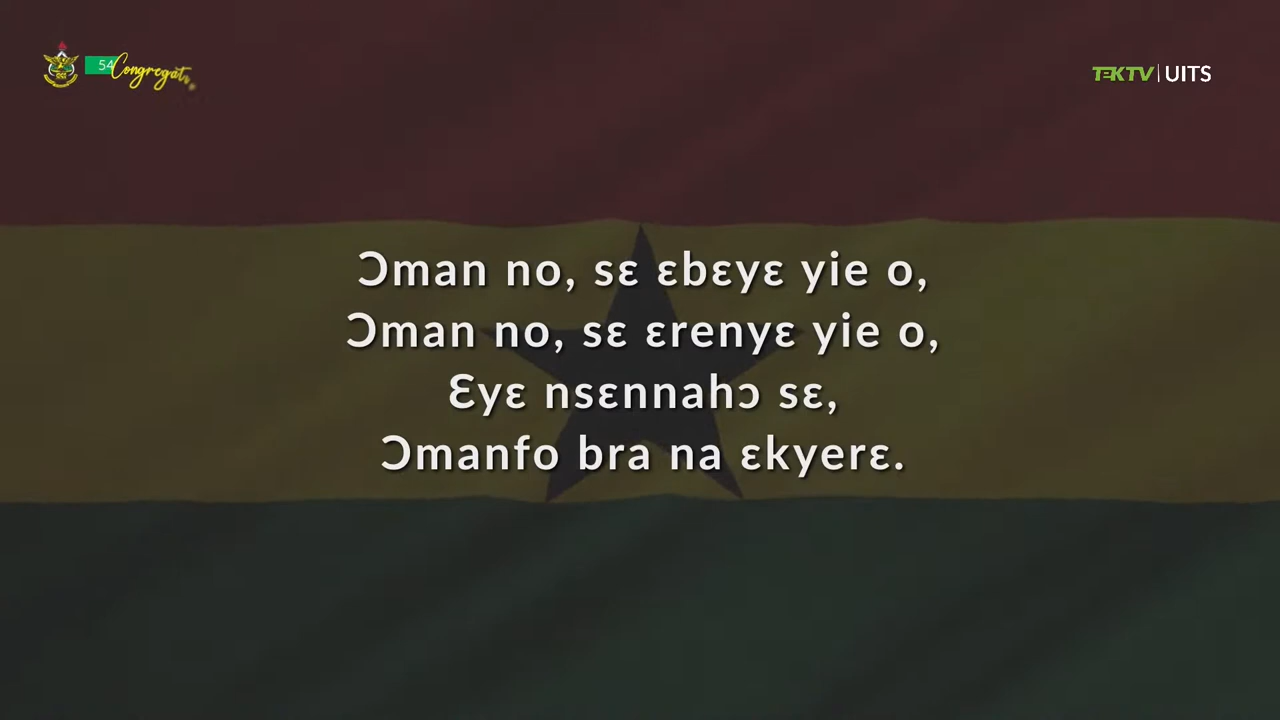 54
Congregat
TEKTV | UITS
Ɔman no, sɛ ɛbɛyɛ yie o,
Ɔman no, sɛ ɛrenyɛ yie o,
Ɛyɛ nsɛnnahɔ sɛ,
Ɔmanfo bra na ɛkyerɛ.